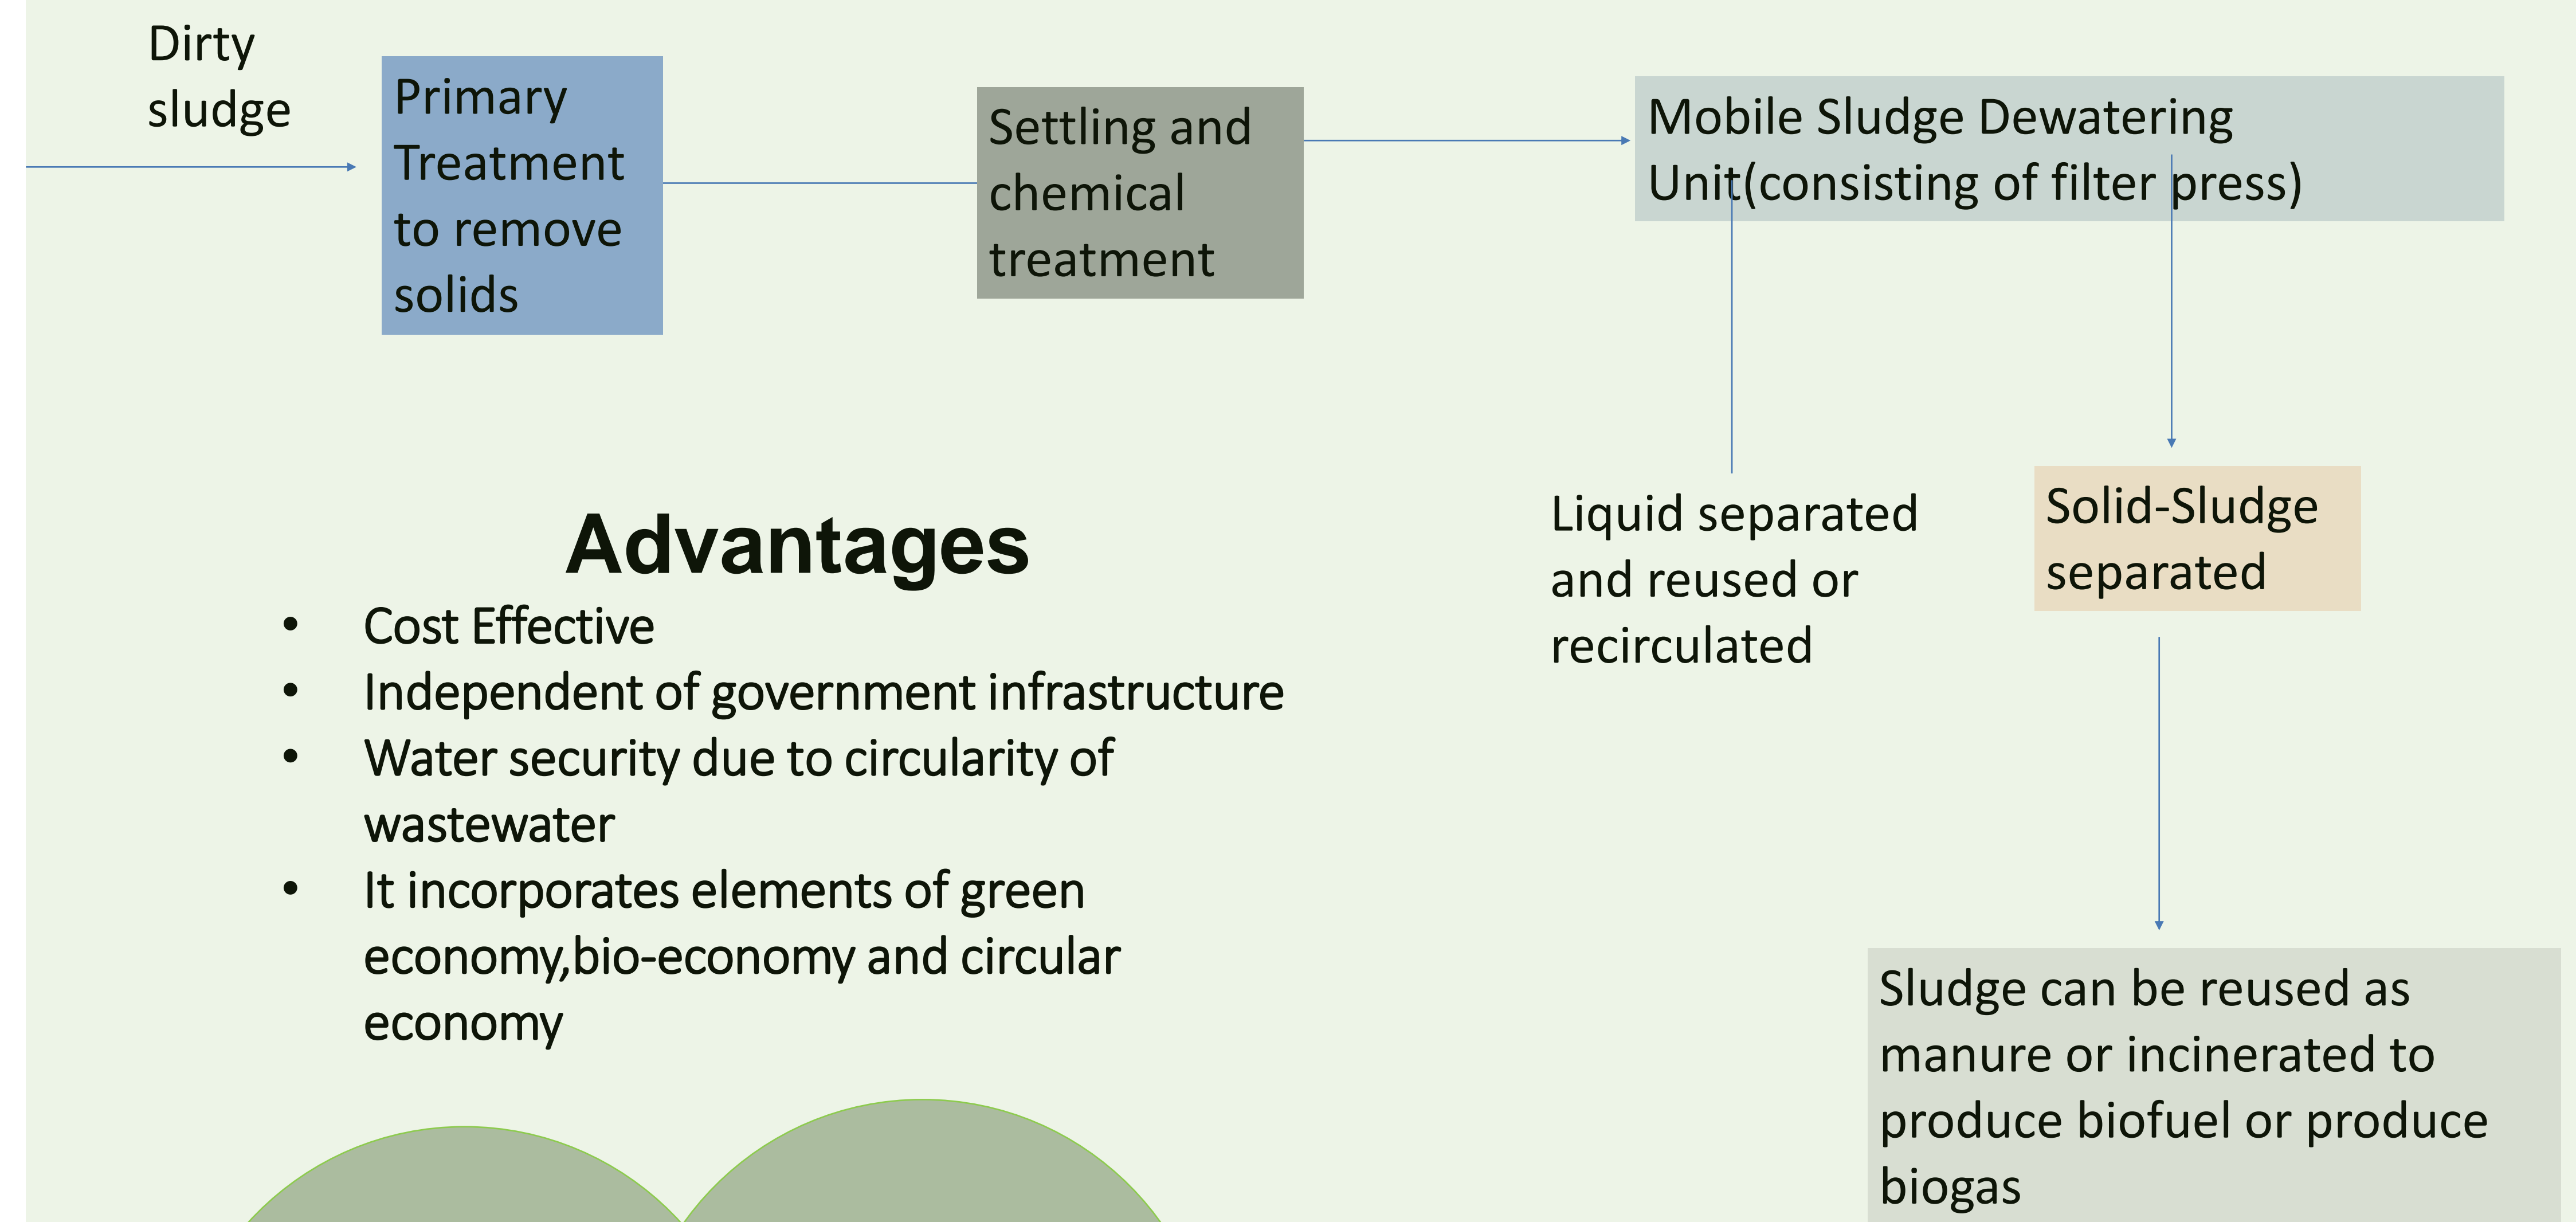 Dirty
sludge
Primary
Treatment
to remove
solids
Settling and
chemical
treatment
Mobile Sludge Dewatering
Unit(consisting of filter press)
Liquid separated
and reused or
recirculated
Solid-Sludge
separated
Sludge can be reused as
manure or incinerated to
produce biofuel or produce
biogas
Advantages
• Cost Effective
• Independent of government infrastructure
• Water security due to circularity of
wastewater
• It incorporates elements of green
economy,bio-economy and circular
economy